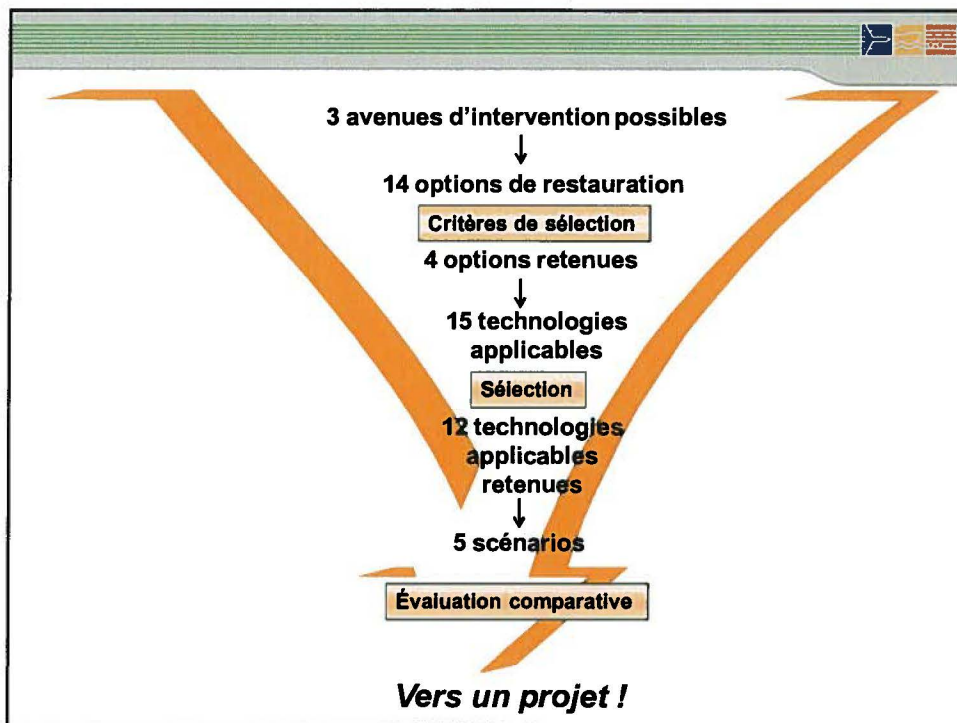 3 avenues d'intervention possibles
14 options de restauration
Critères de sélection
4 options retenues
15 technologies
applicables
Sélection
12 technologies
applicables
retenues
5 scénarios
Évaluation comparative
Vers un projet !